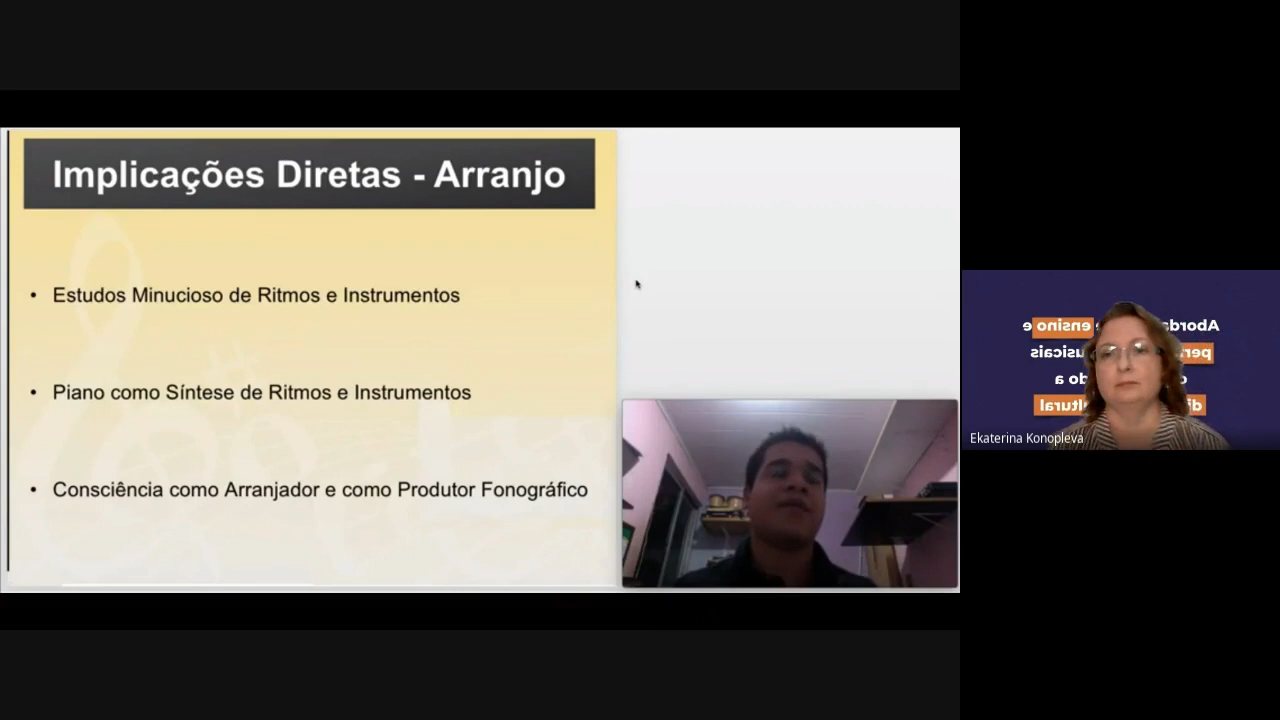 Implicações Diretas - Arranjo
• Estudos Minucioso de Ritmos e Instrumentos
• Piano como Síntese de Ritmos e Instrumentos
• Consciência como Arranjador e como Produtor Fonográfico
ensino e
Ekaterina Konopleva